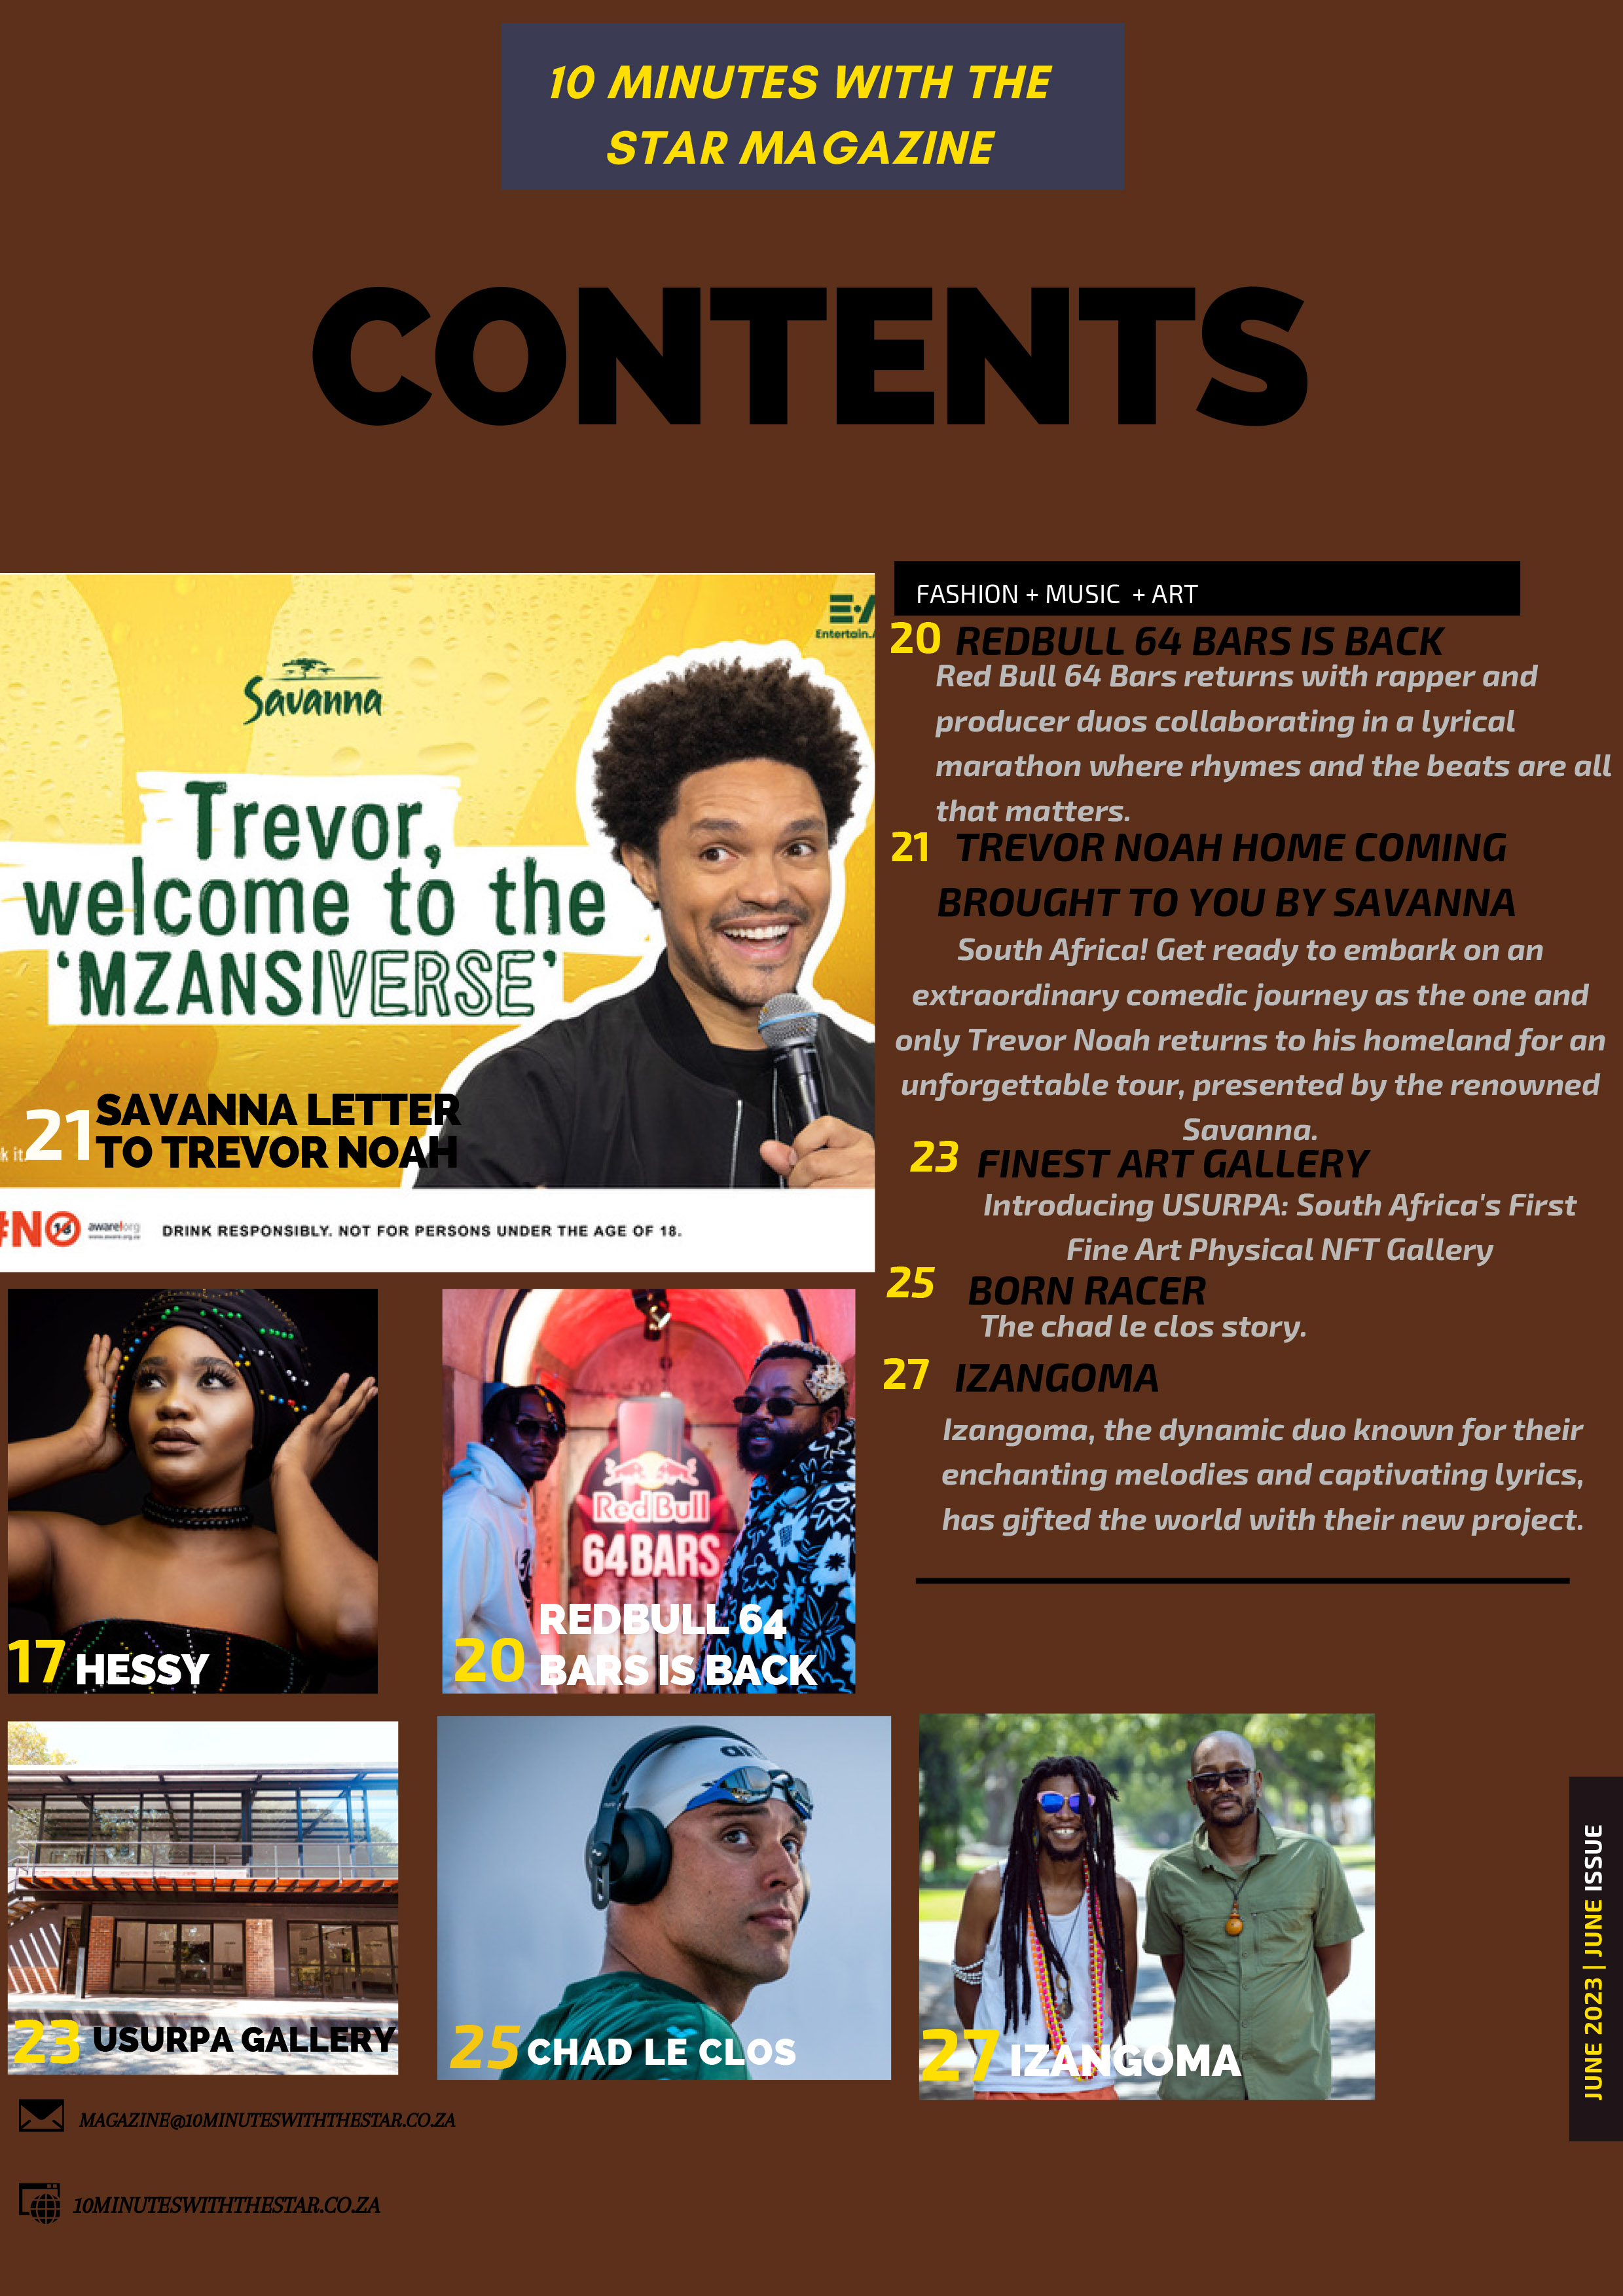 10 MINUTES WITH THE
STAR MAGAZINE
CONTENTS
Entertain.
Savanna
Trevor,
welcome to the
'MZANSIVERSE'
21 SAVANNA LETTER
TO TREVOR NOAH
k it.
#NO 18
aware.org
DRINK RESPONSIBLY. NOT FOR PERSONS UNDER THE AGE OF 18.
FASHION + MUSIC + ART
20 REDBULL 64 BARS IS BACK
Red Bull 64 Bars returns with rapper and
producer duos collaborating in a lyrical
marathon where rhymes and the beats are all
that matters.
21 TREVOR NOAH HOME COMING
BROUGHT TO YOU BY SAVANNA
South Africa! Get ready to embark on an
extraordinary comedic journey as the one and
only Trevor Noah returns to his homeland for an
unforgettable tour, presented by the renowned
Savanna.
23 FINEST ART GALLERY
Introducing USURPA: South Africa's First
Fine Art Physical NFT Gallery
25 BORN RACER
The chad le clos story.
27 IZANGOMA
Izangoma, the dynamic duo known for their
enchanting melodies and captivating lyrics,
has gifted the world with their new project.
17 HESSY
Red Bull
64 BARS
20 REDBULL 64
BARS IS BACK
23 USURPA GALLERY
25 CHAD LE CLOS
27 IZANGOMA
JUNE 2023 | JUNE ISSUE
MAGAZINE@10MINUTESWITHTHESTAR.CO.ZA
10MINUTESWITHTHESTAR.CO.ZA